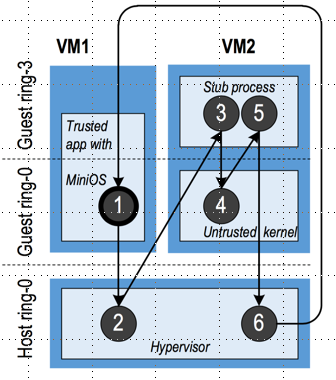 VM1
VM2
Guest ring-3
Stub process
3
5
Trusted
app with
MiniOS
Guest ring-0
1
4
Untrusted kernel
Host ring-0
2
6
Hypervisor